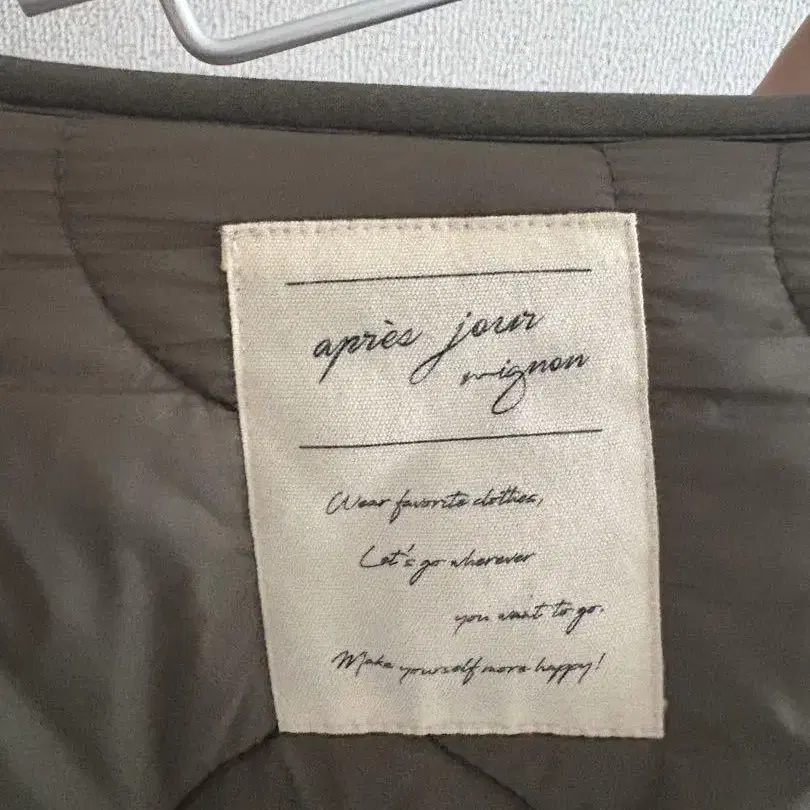 après jour
mignon
Wear favorite clothes,
Let's go wherever
you want to go.
Make yourself more happy!